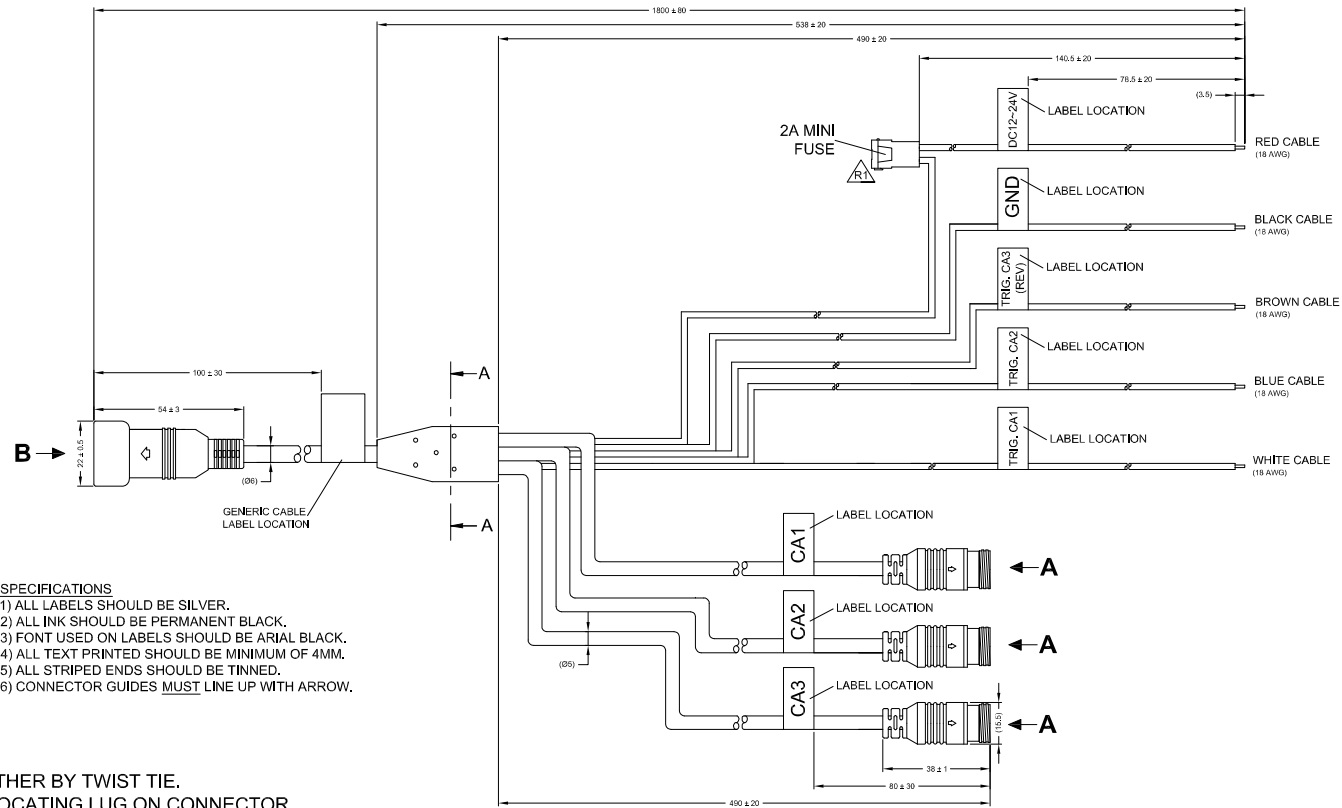 1800 ± 80
538 ± 20
490 ± 20
140.5 ± 20
78.5 ± 20
(3.5)
DC12~24V
LABEL LOCATION
2A MINI
FUSE
R1
RED CABLE
(18 AWG)
GND
LABEL LOCATION
BLACK CABLE
(18 AWG)
TRIG. CA3
(REV)
LABEL LOCATION
BROWN CABLE
(18 AWG)
TRIG. CA2
LABEL LOCATION
BLUE CABLE
(18 AWG)
TRIG. CA1
LABEL LOCATION
WHITE CABLE
(18 AWG)
100 ± 30
54 ± 3
A
B
22 ± 0.5
(Ø6)
GENERIC CABLE
LABEL LOCATION
A
CA1
LABEL LOCATION
A
CA2
LABEL LOCATION
A
(Ø5)
CA3
LABEL LOCATION
A
(15.5)
38 ± 1
80 ± 30
490 ± 20
SPECIFICATIONS
1) ALL LABELS SHOULD BE SILVER.
2) ALL INK SHOULD BE PERMANENT BLACK.
3) FONT USED ON LABELS SHOULD BE ARIAL BLACK.
4) ALL TEXT PRINTED SHOULD BE MINIMUM OF 4MM.
5) ALL STRIPED ENDS SHOULD BE TINNED.
6) CONNECTOR GUIDES MUST LINE UP WITH ARROW.
THER BY TWIST TIE.
OCATING LUG ON CONNECTOR